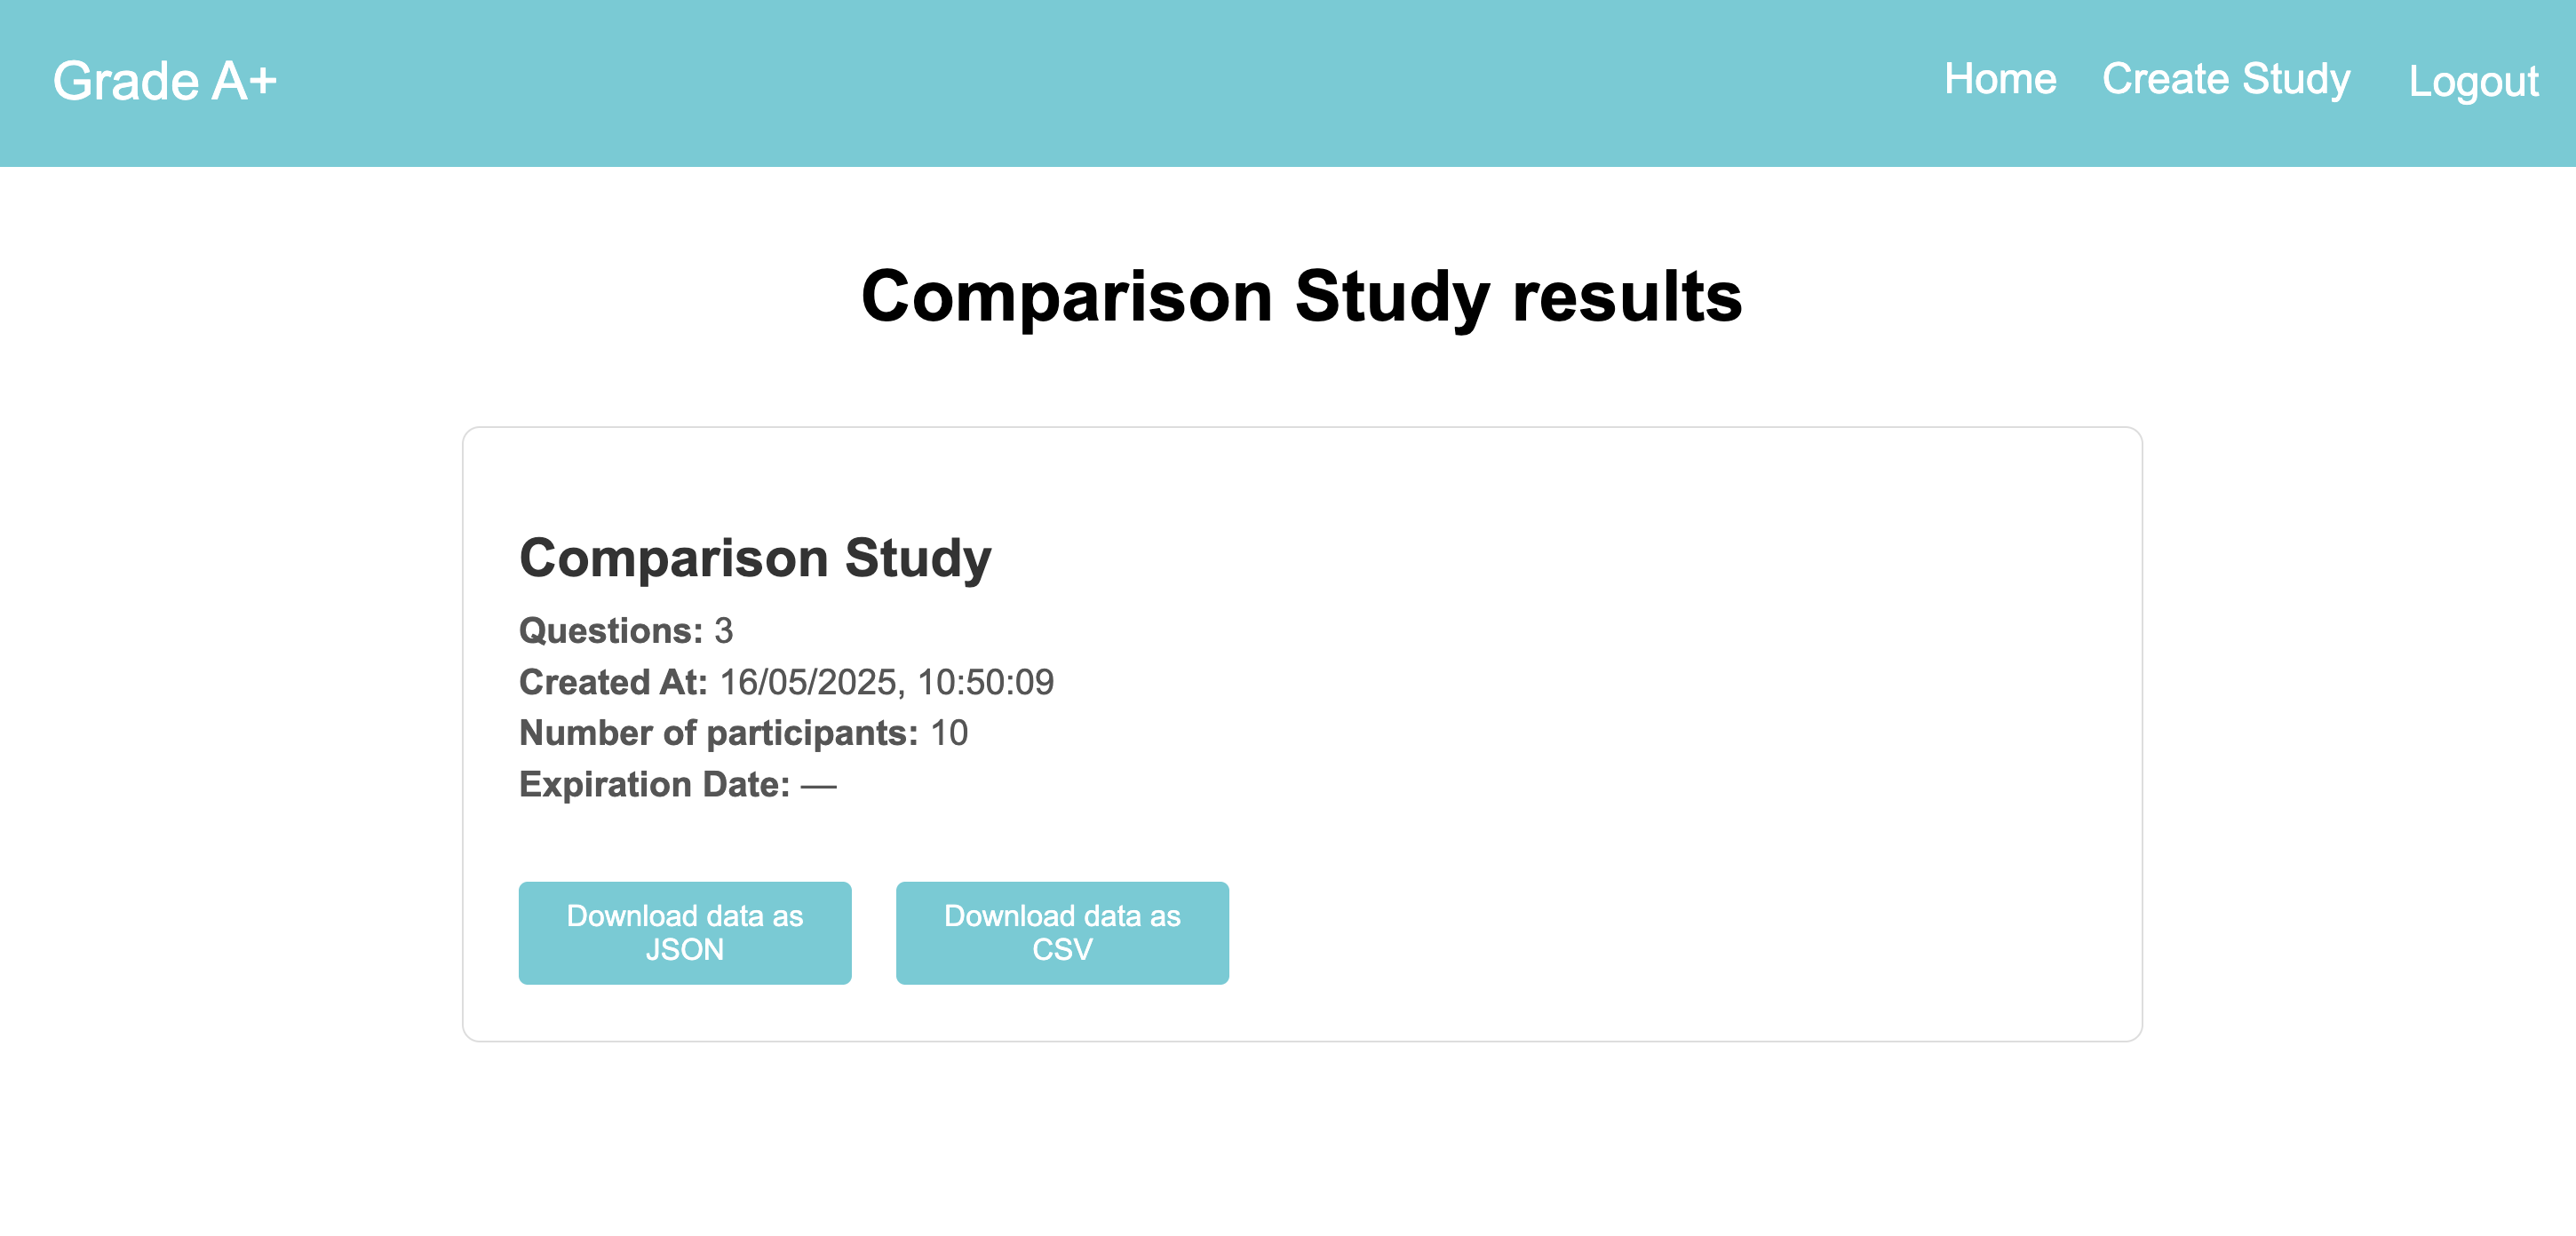 Grade A+
Home Create Study Logout
Comparison Study results
Comparison Study
Questions: 3
Created At: 16/05/2025, 10:50:09
Number of participants: 10
Expiration Date: —
Download data as
JSON
Download data as
CSV